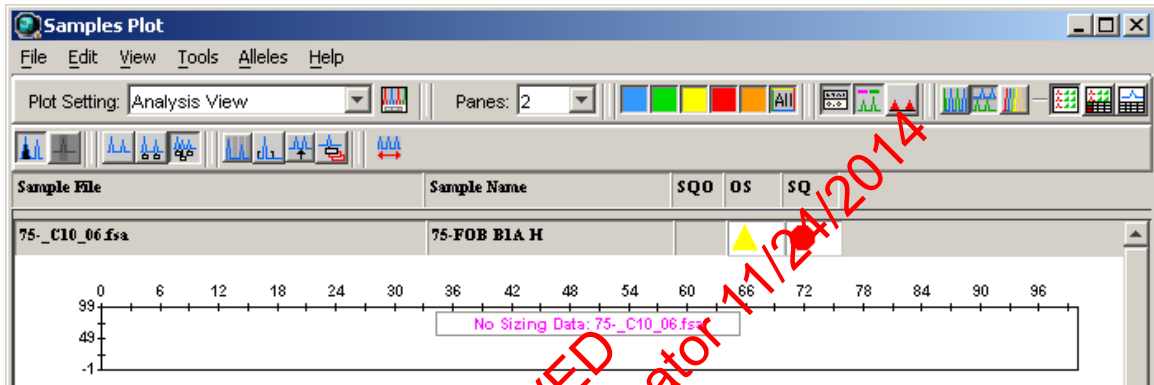 Samples Plot
File Edit View Tools Alleles Help
Plot Setting: Analysis View Panes: 2 All
Sample File Sample Name SQO OS SQ
75-_C10_06.fsa 75-FOB B1A H
0 6 12 18 24 30 36 42 48 54 60 66 72 78 84 90 96
99
No Sizing Data: 75-_C10_06.fsa
49
-1
11/24/2014